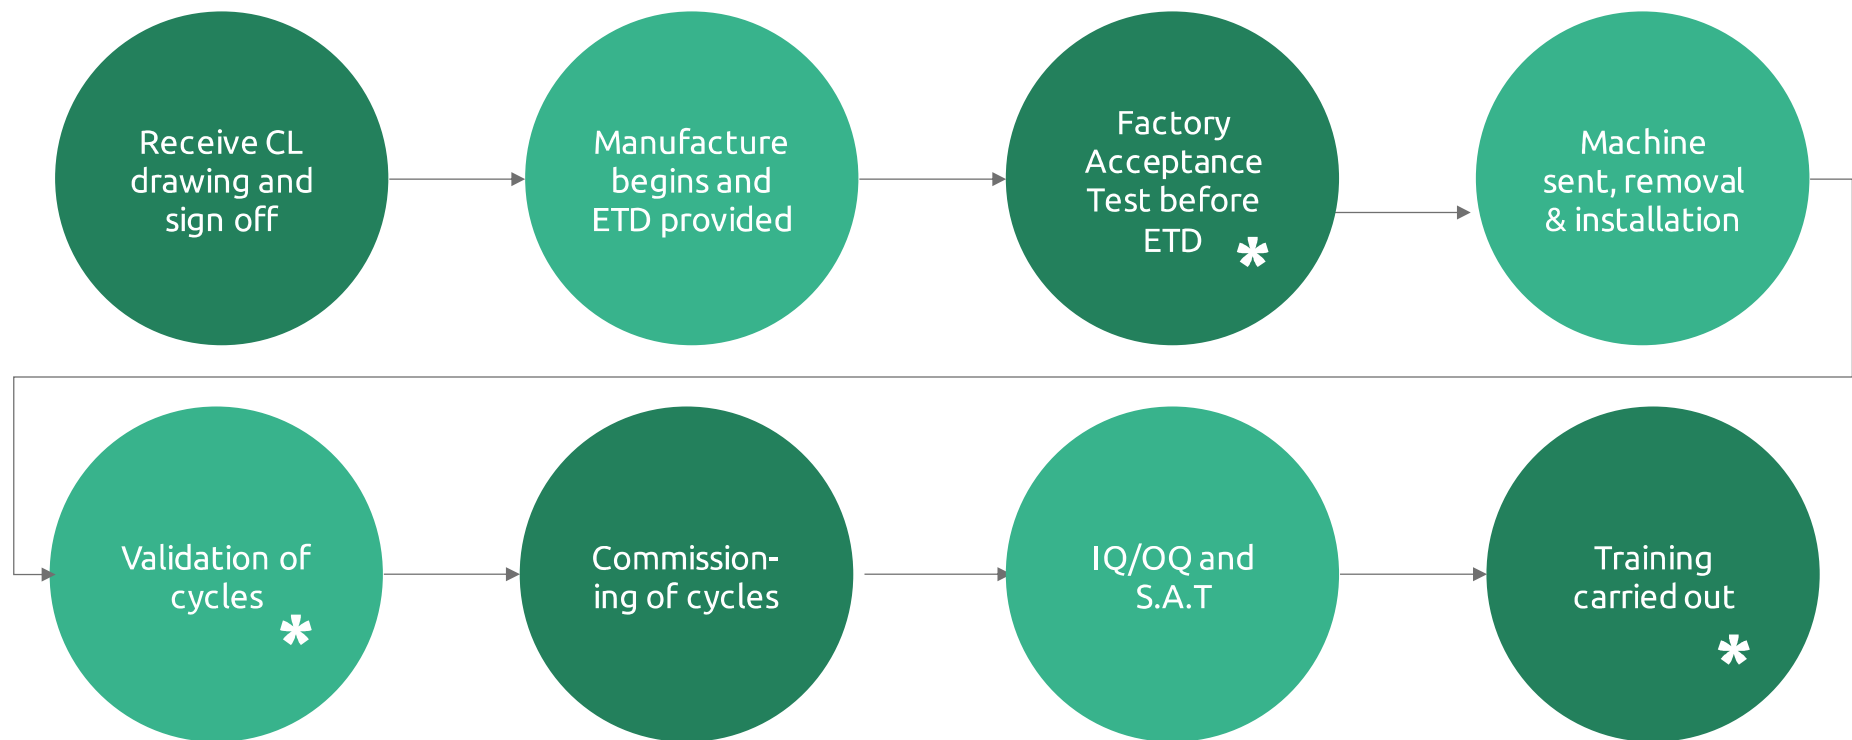 Receive CL
drawing and
sign off
Manufacture
begins and
ETD provided
Factory
Acceptance
Test before
ETD *
Machine
sent, removal
& installation
Validation of
cycles
*
Commission-
ing of cycles
IQ/OQ and
S.A.T
Training
carried out
*